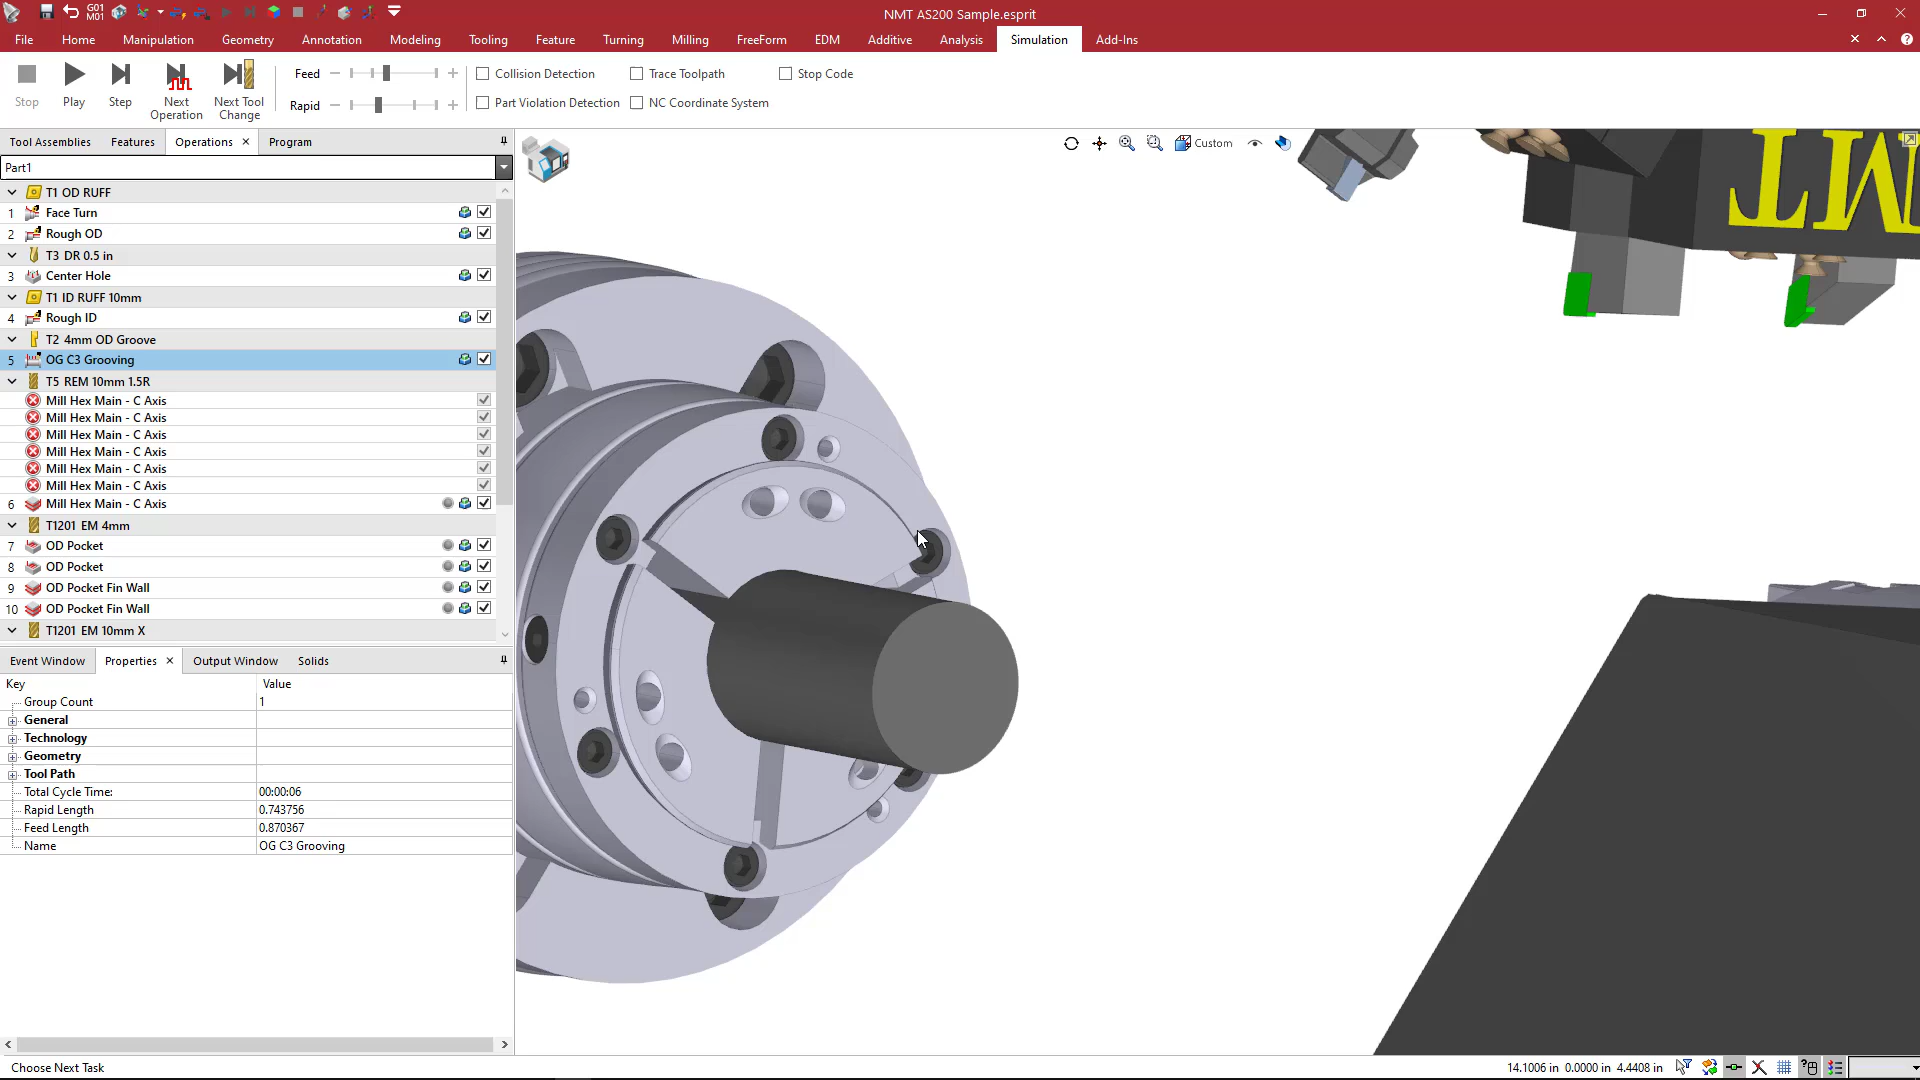 G01
M01
NMT AS200 Sample.esprit
File Home Manipulation Geometry Annotation Modeling Tooling Feature Turning Milling FreeForm EDM Additive Analysis Simulation Add-Ins
Stop
Play
Step
Next
Operation
Next Tool
Change
Feed
Rapid
Collision Detection
Trace Toolpath
Stop Code
Part Violation Detection
NC Coordinate System
Tool Assemblies Features Operations Program
Part1
T1 OD RUFF
1 Face Turn
2 Rough OD
T3 DR 0.5 in
3 Center Hole
T1 ID RUFF 10mm
4 Rough ID
T2 4mm OD Groove
5 OG C3 Grooving
T5 REM 10mm 1.5R
Mill Hex Main - C Axis
Mill Hex Main - C Axis
Mill Hex Main - C Axis
Mill Hex Main - C Axis
Mill Hex Main - C Axis
Mill Hex Main - C Axis
6 Mill Hex Main - C Axis
T1201 EM 4mm
7 OD Pocket
8 OD Pocket
9 OD Pocket Fin Wall
10 OD Pocket Fin Wall
T1201 EM 10mm X
Event Window Properties Output Window Solids
Key Value
Group Count 1
General
Technology
Geometry
Tool Path
Total Cycle Time: 00:00:06
Rapid Length 0.743756
Feed Length 0.870367
Name OG C3 Grooving
Custom
NMT
Choose Next Task
14.1006 in 0.0000 in 4.4408 in